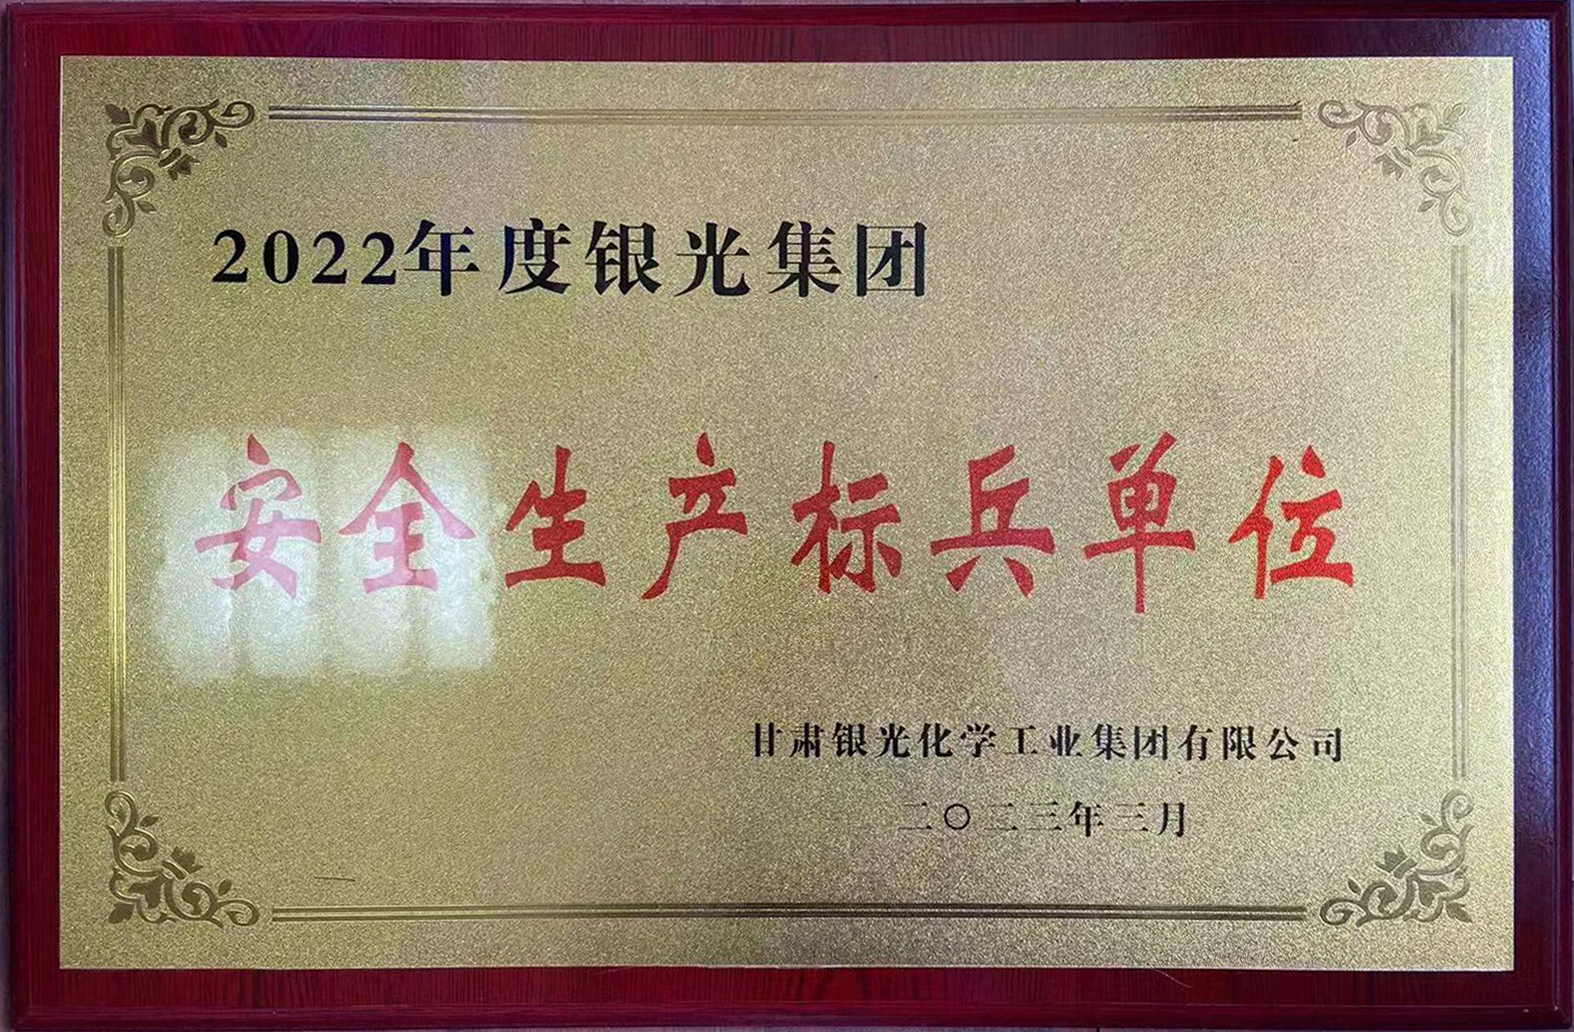 2022年度银光集团
安全生产标兵单位
甘肃银光化学工业集团有限公司
二〇二三年三月